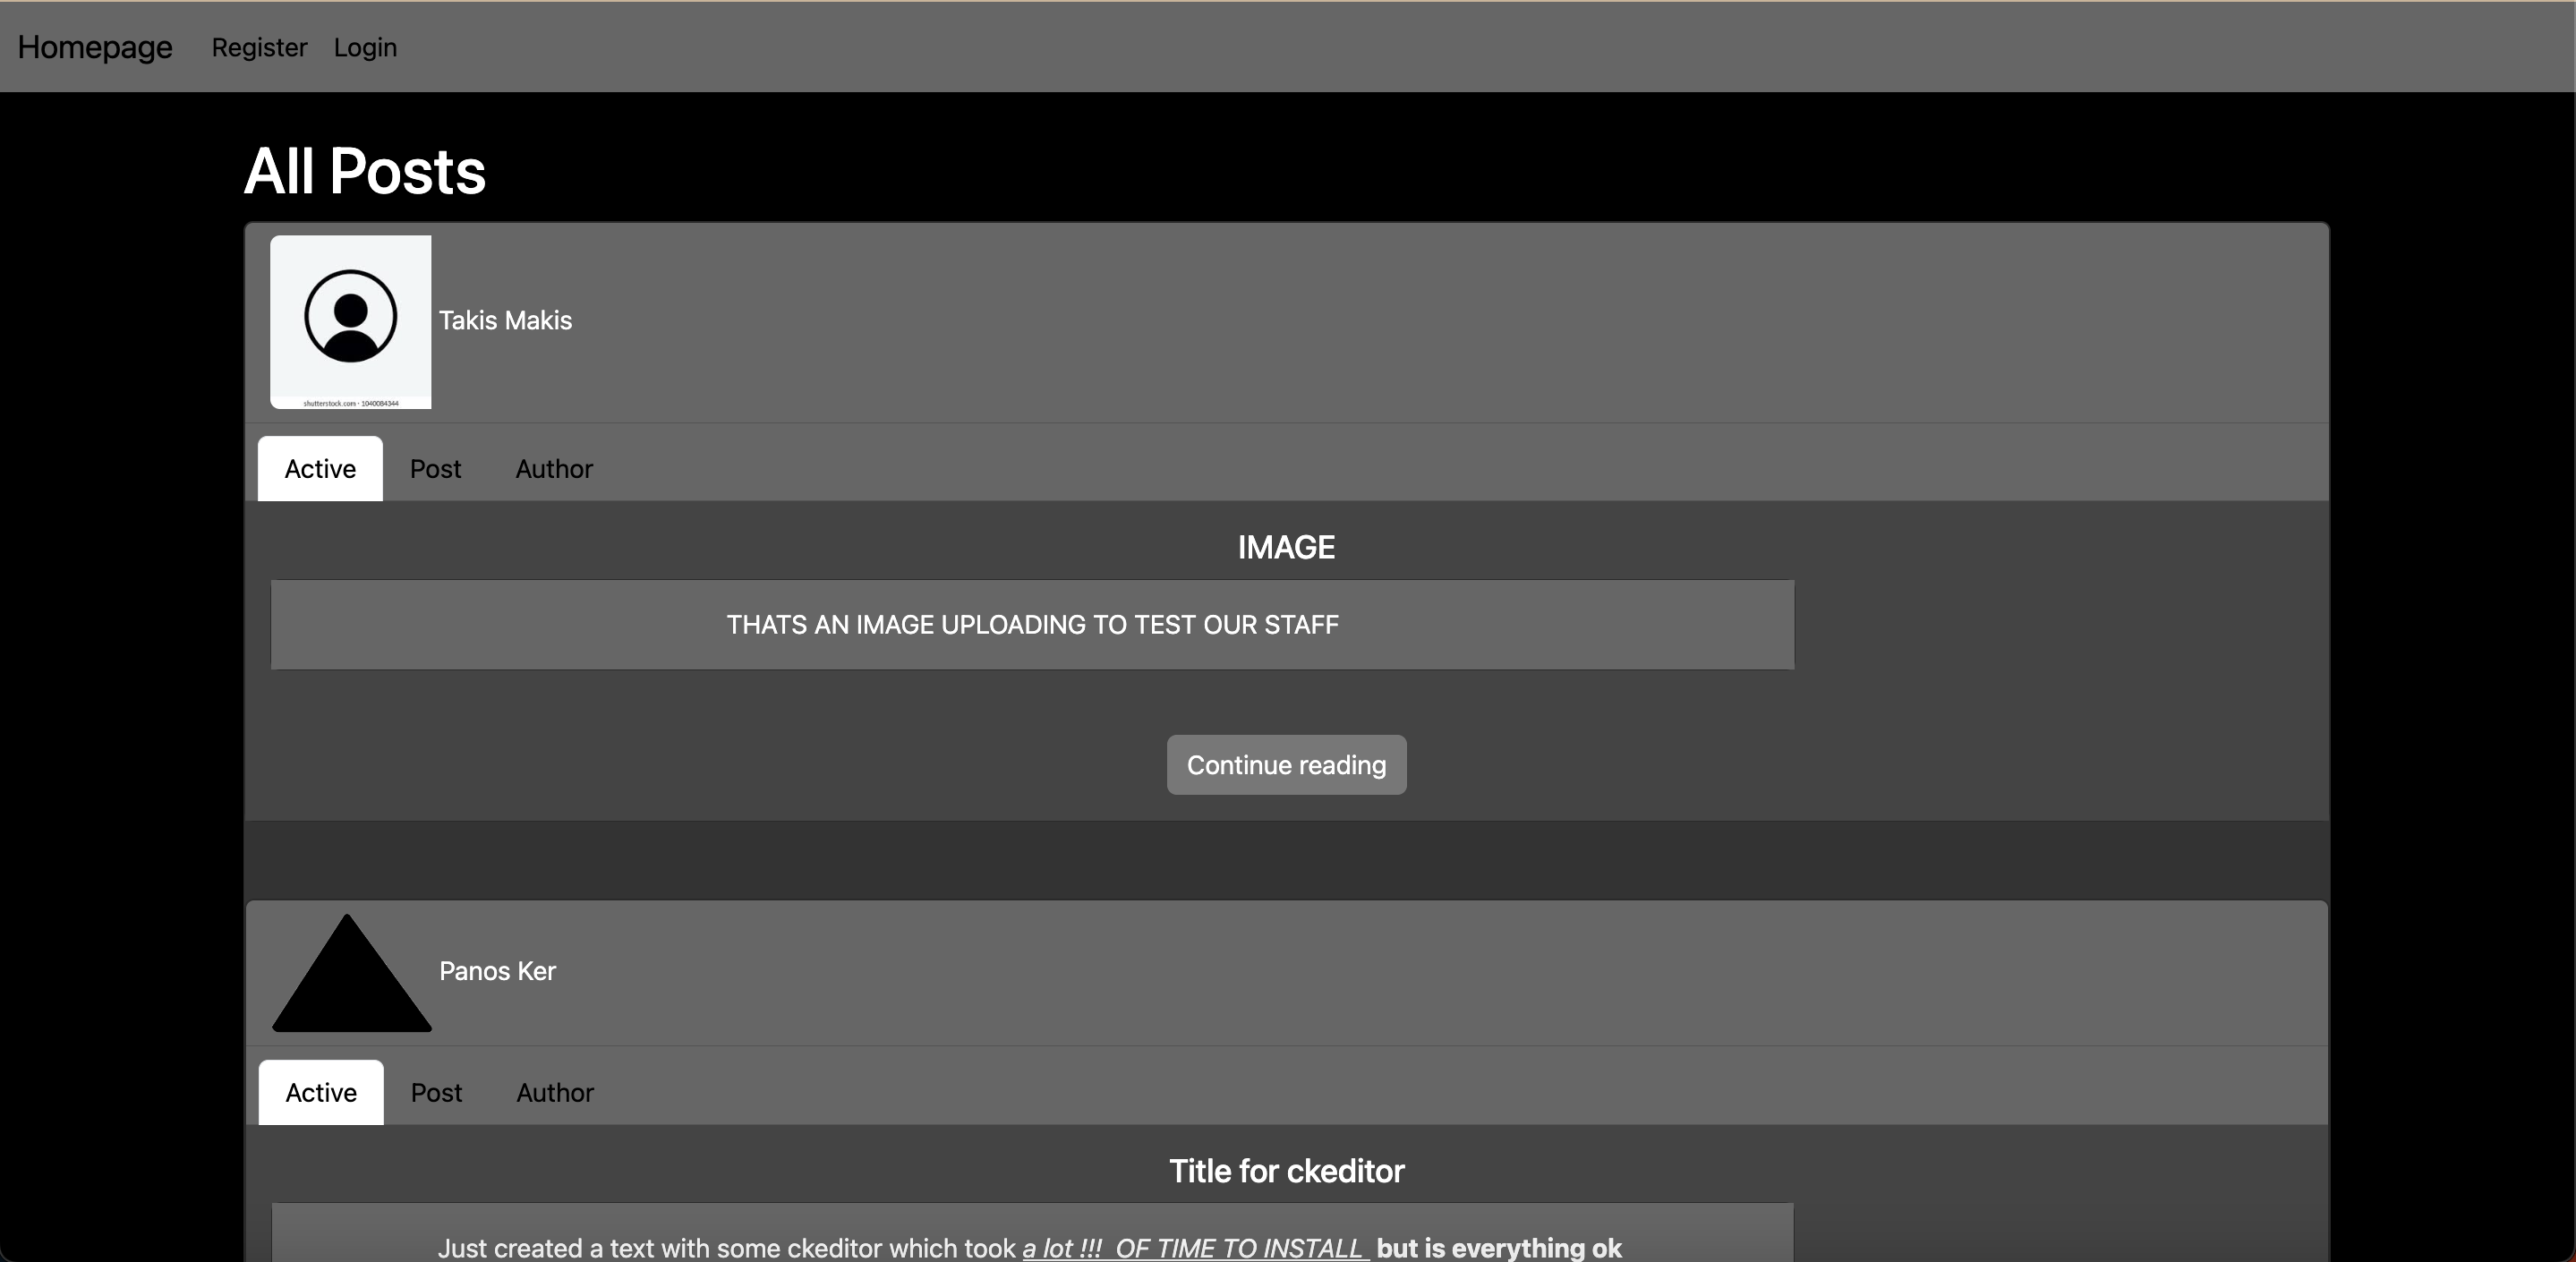 Homepage Register Login
All Posts
shutterstock.com · 1040084344
Takis Makis
Active Post Author
IMAGE
THATS AN IMAGE UPLOADING TO TEST OUR STAFF
Continue reading
Panos Ker
Active Post Author
Title for ckeditor
Just created a text with some ckeditor which took a lot !!!  OF TIME TO INSTALL  but is everything ok